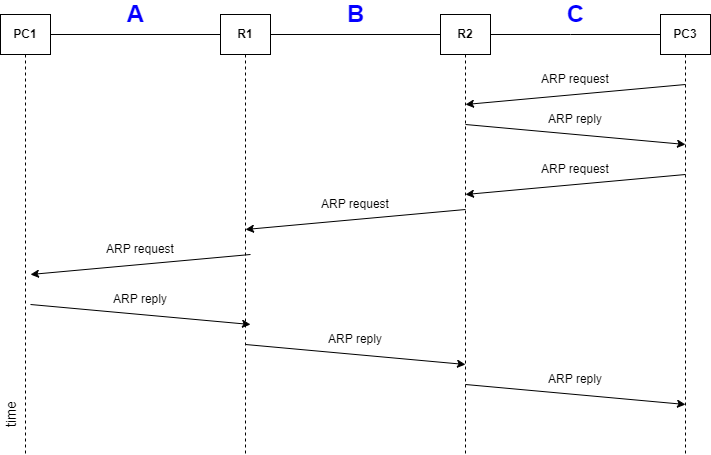 A B C
PC1 R1 R2 PC3
ARP request
ARP reply
ARP request
ARP request
ARP request
ARP reply
ARP reply
ARP reply
time